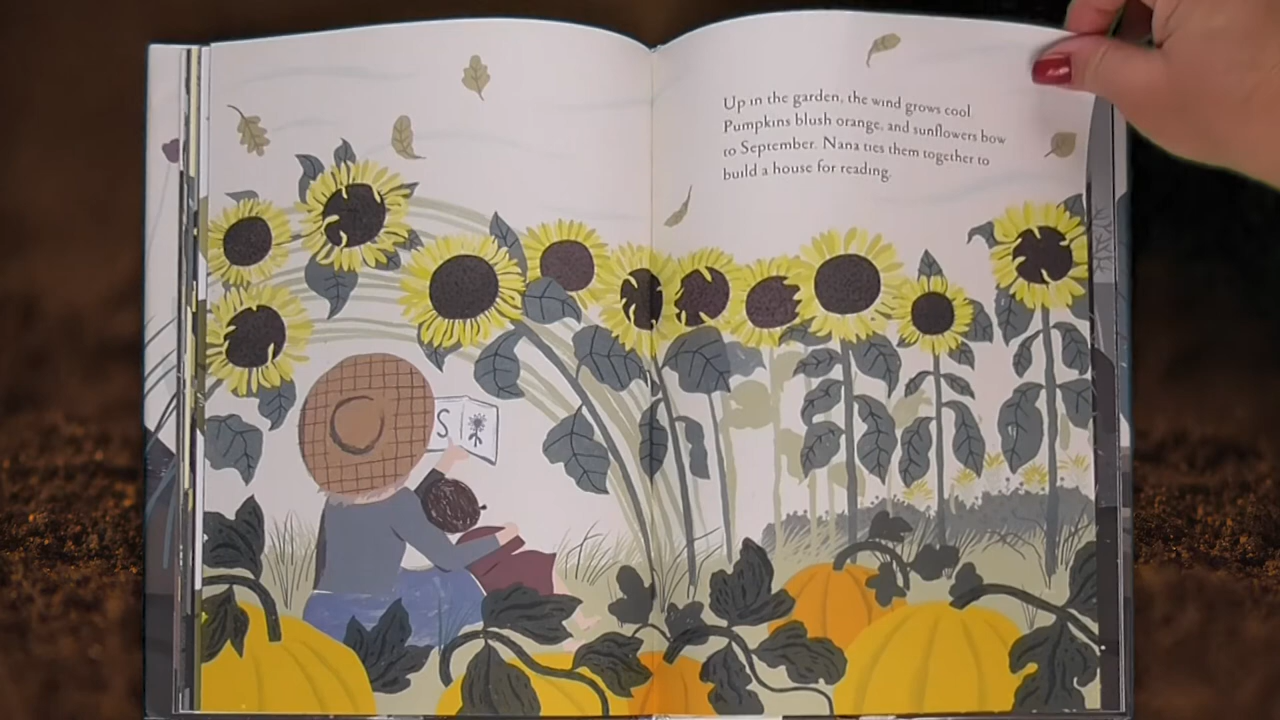 S
Up in the garden, the wind grows cool
Pumpkins blush orange, and sunflowers bow
to September. Nana ties them together to
build a house for reading.